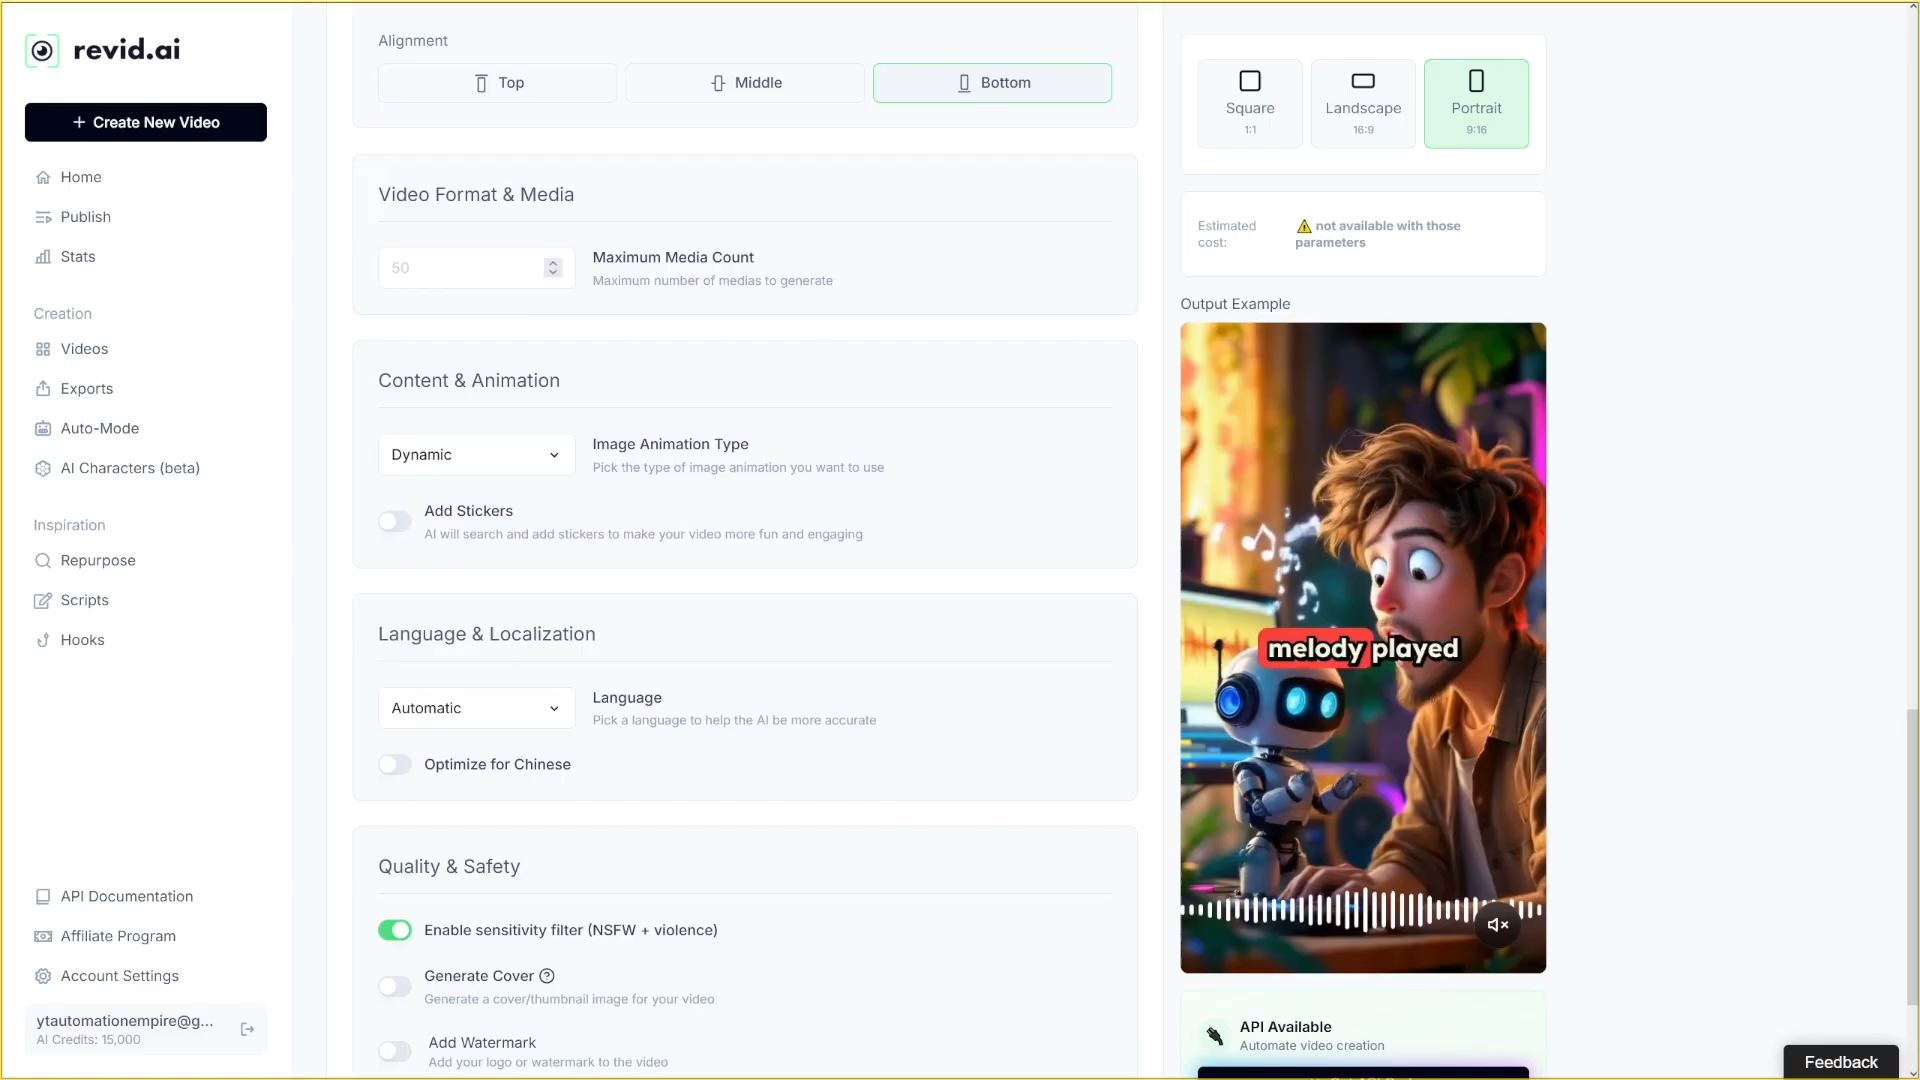 revid.ai
+ Create New Video
Home
Publish
Stats
Creation
Videos
Exports
Auto-Mode
AI Characters (beta)
Inspiration
Repurpose
Scripts
Hooks
API Documentation
Affiliate Program
Account Settings
ytautomationempire@g...
AI Credits: 15,000
Alignment
Top
Middle
Bottom
Video Format & Media
50
Maximum Media Count
Maximum number of medias to generate
Content & Animation
Dynamic
Image Animation Type
Pick the type of image animation you want to use
Add Stickers
AI will search and add stickers to make your video more fun and engaging
Language & Localization
Automatic
Language
Pick a language to help the AI be more accurate
Optimize for Chinese
Quality & Safety
Enable sensitivity filter (NSFW + violence)
Generate Cover
Generate a cover/thumbnail image for your video
Add Watermark
Add your logo or watermark to the video
Square
1:1
Landscape
16:9
Portrait
9:16
Estimated
cost:
⚠️ not available with those
parameters
Output Example
melody played
API Available
Automate video creation
Feedback